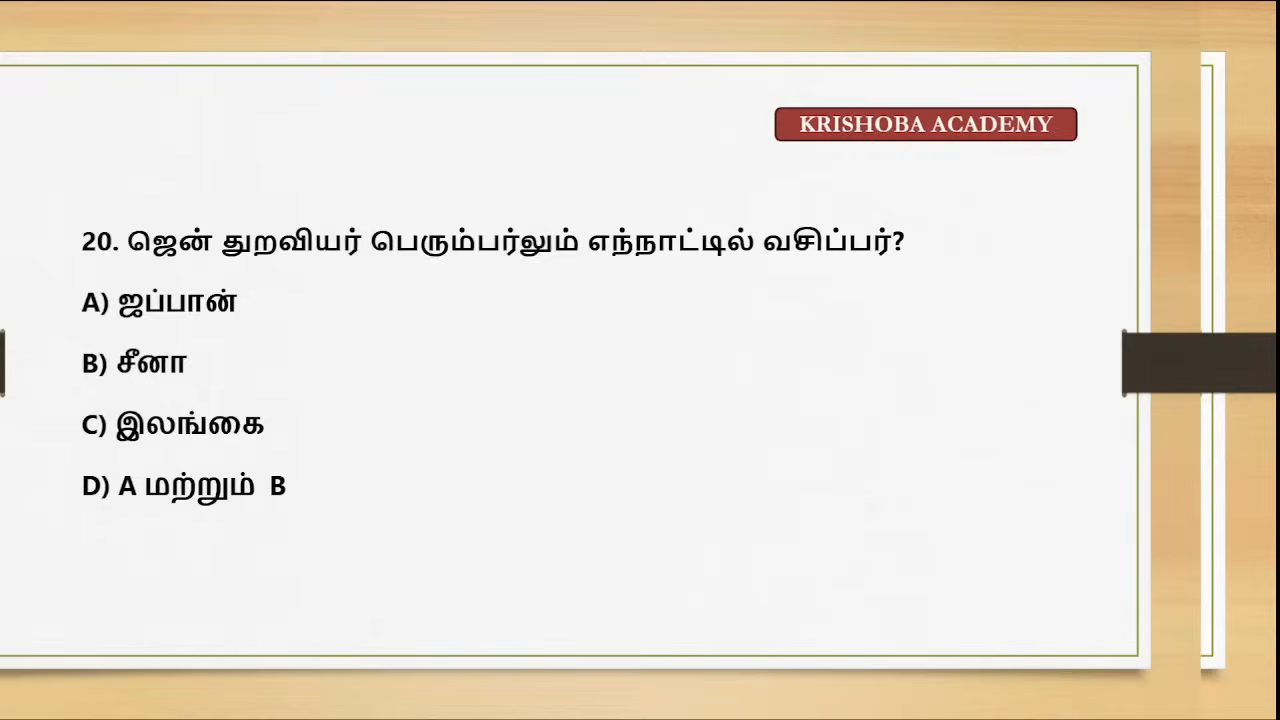 KRISHOBA ACADEMY
20. ஜென் துறவியர் பெரும்பர்லும் எந்நாட்டில் வசிப்பர்?
A) ஜப்பான்
B) சீனா
C) இலங்கை
D) A மற்றும் B